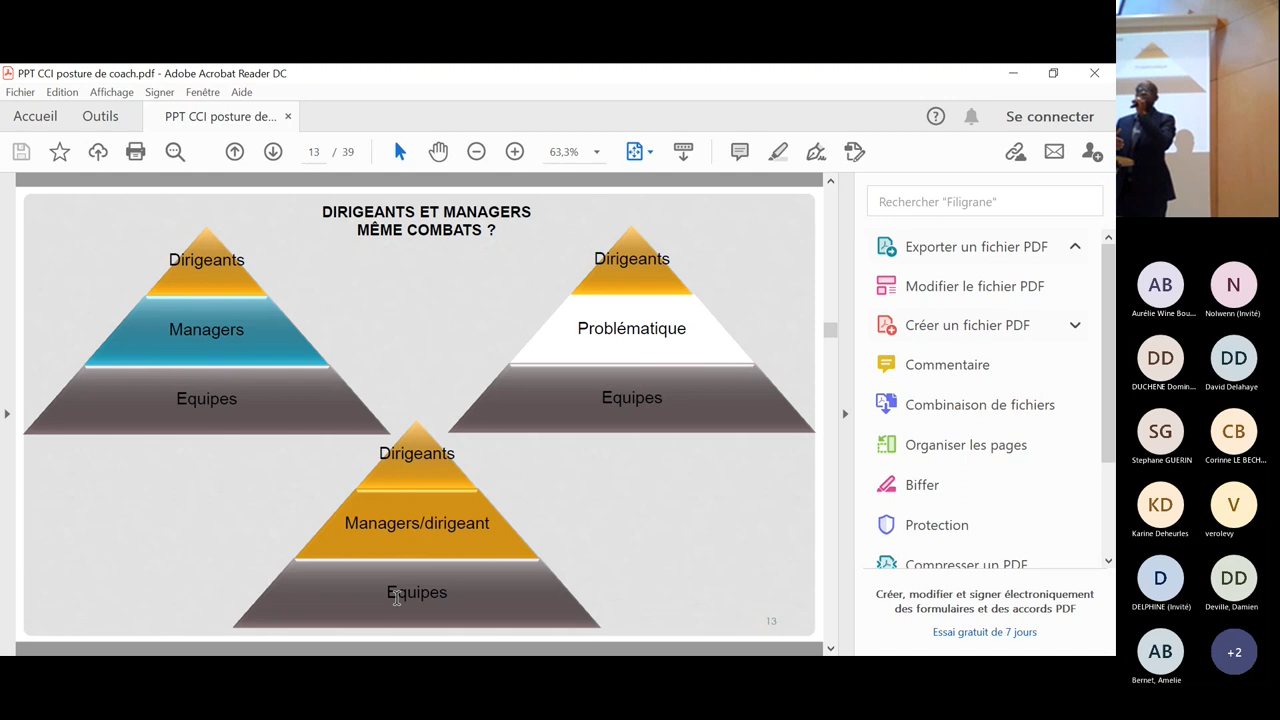 PPT CCI posture de coach.pdf - Adobe Acrobat Reader DC
Fichier Edition Affichage Signer Fenêtre Aide
Accueil Outils PPT CCI posture de... × Se connecter
13 / 39 63,3%
DIRIGEANTS ET MANAGERS
MÊME COMBATS ?
Dirigeants
Managers
Equipes
Dirigeants
Problématique
Equipes
Dirigeants
Managers/dirigeant
Equipes
13
Rechercher "Filigrane"
Exporter un fichier PDF
Modifier le fichier PDF
Créer un fichier PDF
Commentaire
Combinaison de fichiers
Organiser les pages
Biffer
Protection
Compresser un PDF
Créer, modifier et signer électroniquement
des formulaires et des accords PDF
Essai gratuit de 7 jours
AB N
Aurélie Wine Bou... Nolwenn (Invité)
DD DD
DUCHENE Domin... David Delahaye
SG CB
Stephane GUERIN Corinne LE BECH...
KD V
Karine Deheurles verolevy
D DD
DELPHINE (Invité) Deville, Damien
AB +2
Bernet, Amelie